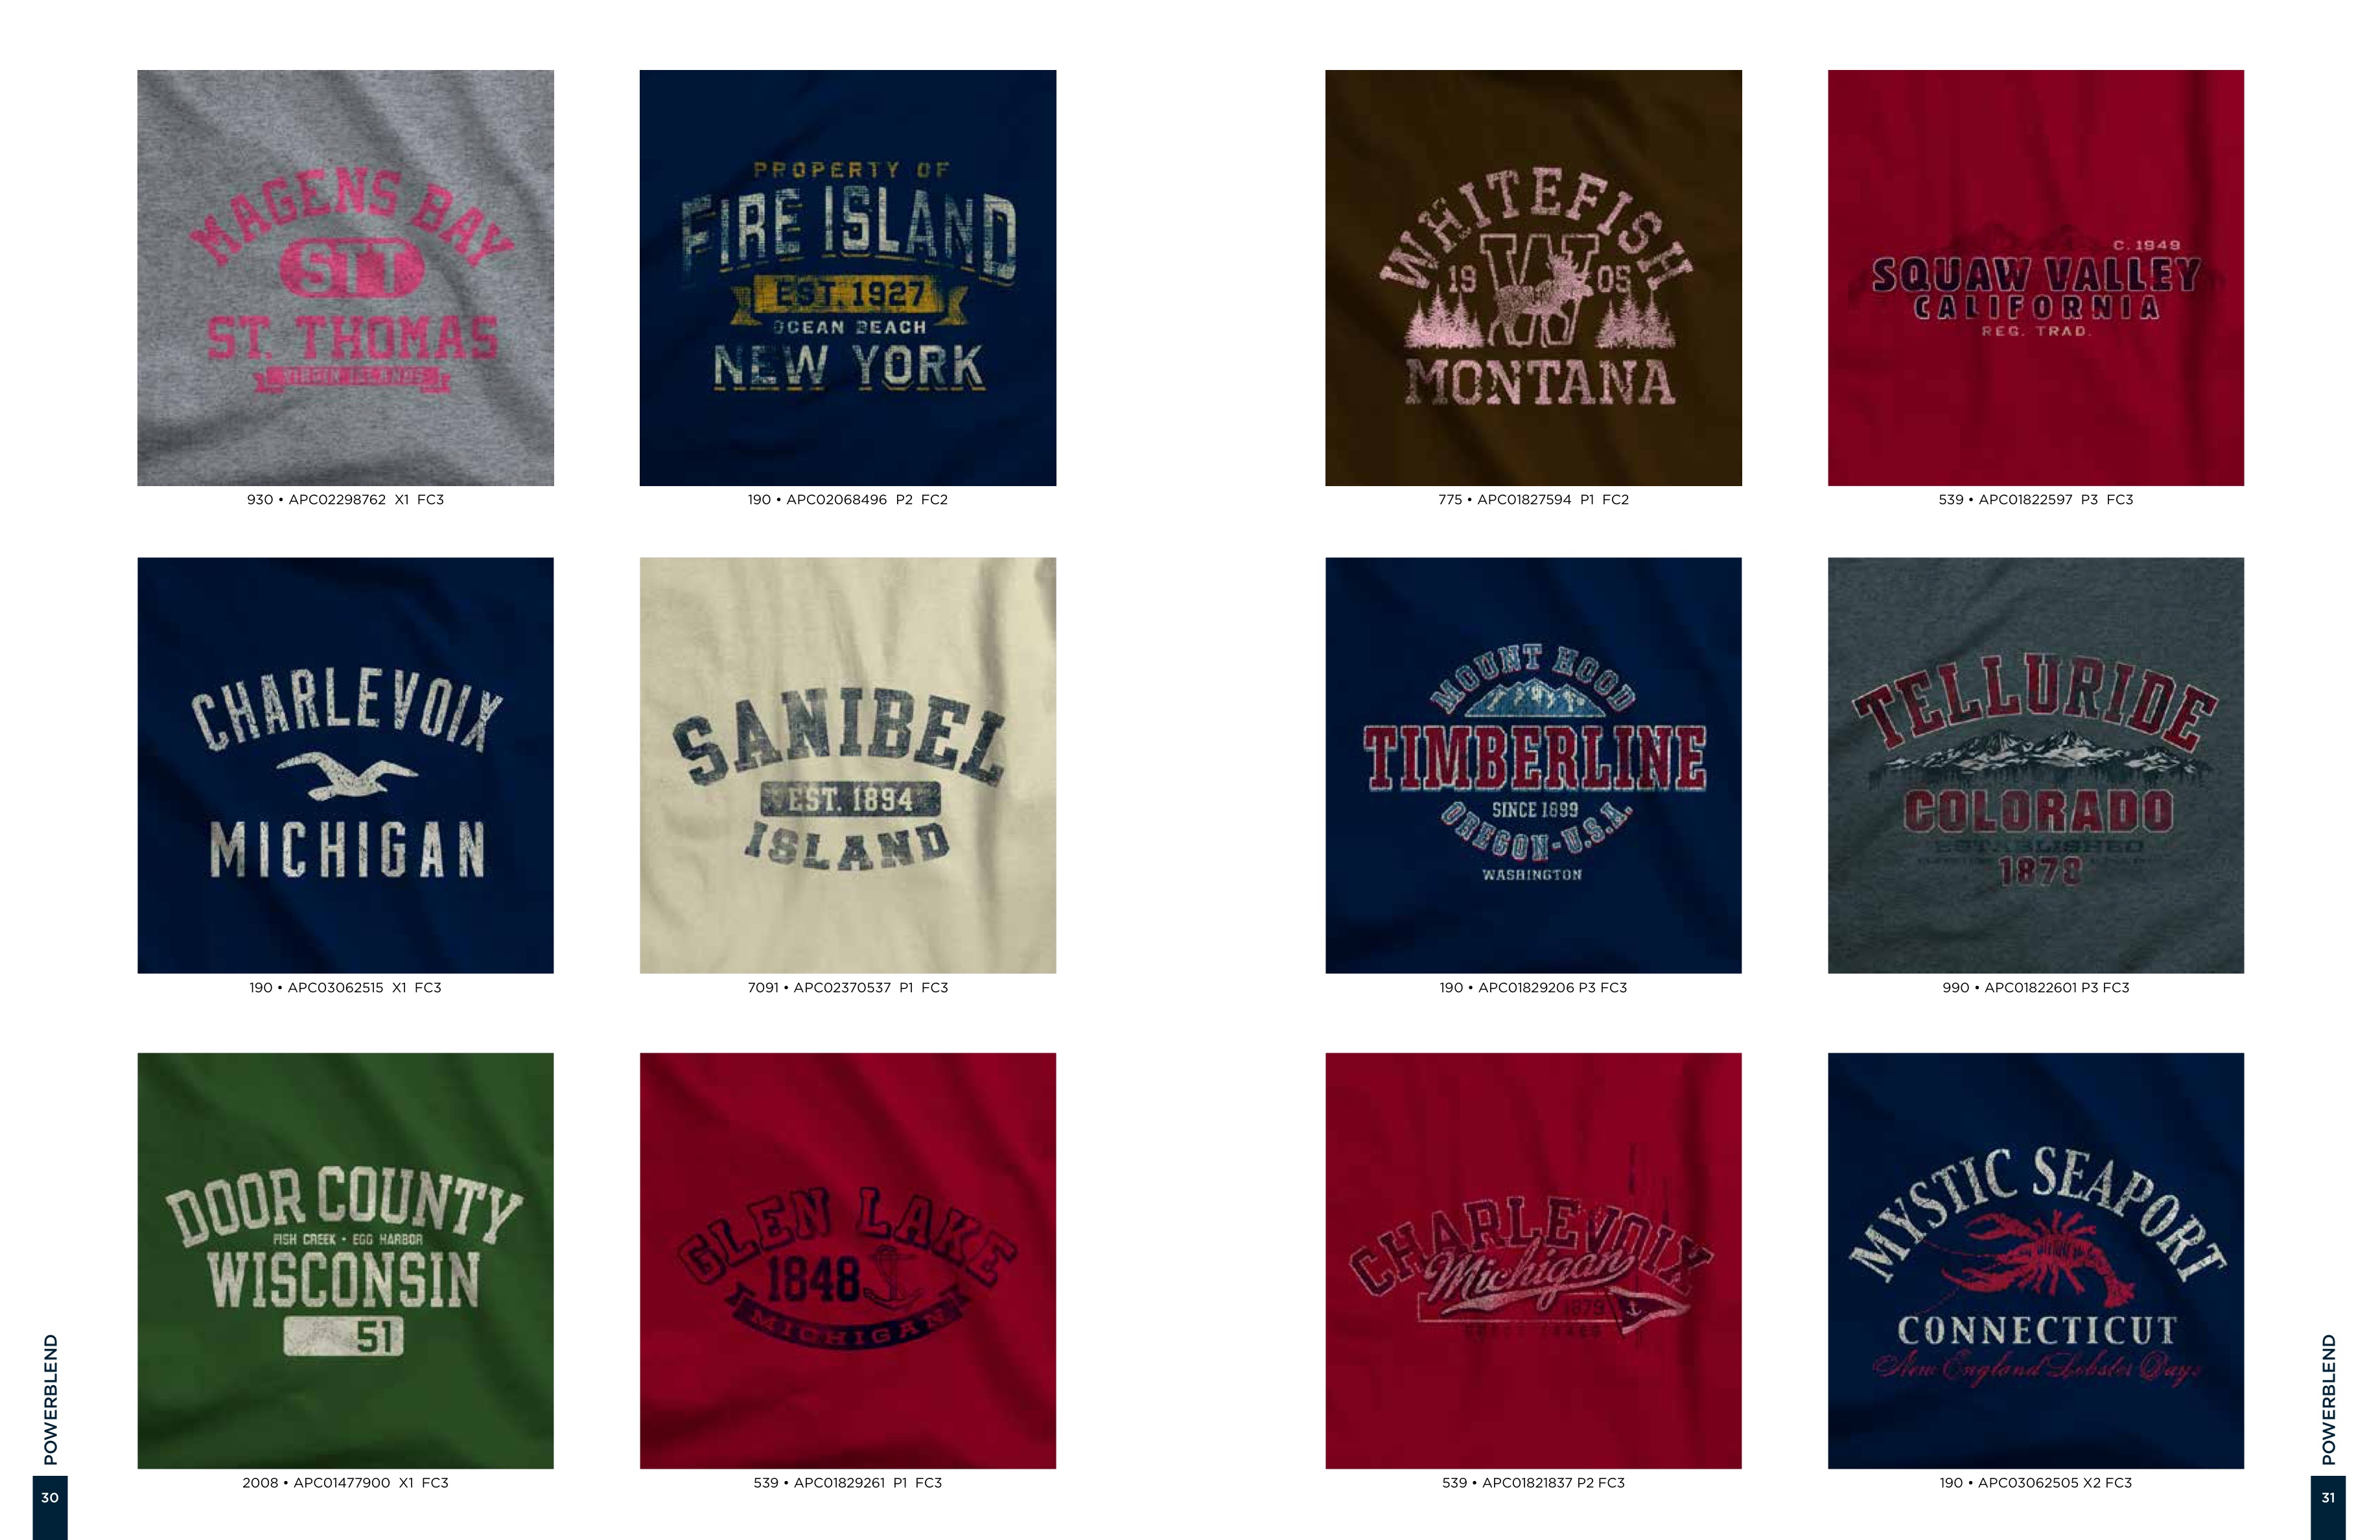 MAGENS BAY
STT
ST. THOMAS
VIRGIN ISLANDS
930 • APC02298762 X1 FC3
PROPERTY OF
FIRE ISLAND
EST. 1927
OCEAN BEACH
NEW YORK
190 • APC02068496 P2 FC2
WHITEFISH
19 W 05
MONTANA
775 • APC01827594 P1 FC2
C. 1949
SQUAW VALLEY
CALIFORNIA
REG. TRAD.
539 • APC01822597 P3 FC3
CHARLEVOIX
MICHIGAN
190 • APC03062515 X1 FC3
SANIBEL
EST. 1894
ISLAND
7091 • APC02370537 P1 FC3
MOUNT HOOD
TIMBERLINE
SINCE 1899
OREGON-U.S.A.
WASHINGTON
190 • APC01829206 P3 FC3
TELLURIDE
COLORADO
ESTABLISHED
1878
990 • APC01822601 P3 FC3
DOOR COUNTY
FISH CREEK • EGG HARBOR
WISCONSIN
51
2008 • APC01477900 X1 FC3
GLEN LAKE
1848
MICHIGAN
539 • APC01829261 P1 FC3
CHARLEVOIX
Michigan
1879
539 • APC01821837 P2 FC3
MYSTIC SEAPORT
CONNECTICUT
New England Lobster Days
190 • APC03062505 X2 FC3
POWERBLEND
30
POWERBLEND
31